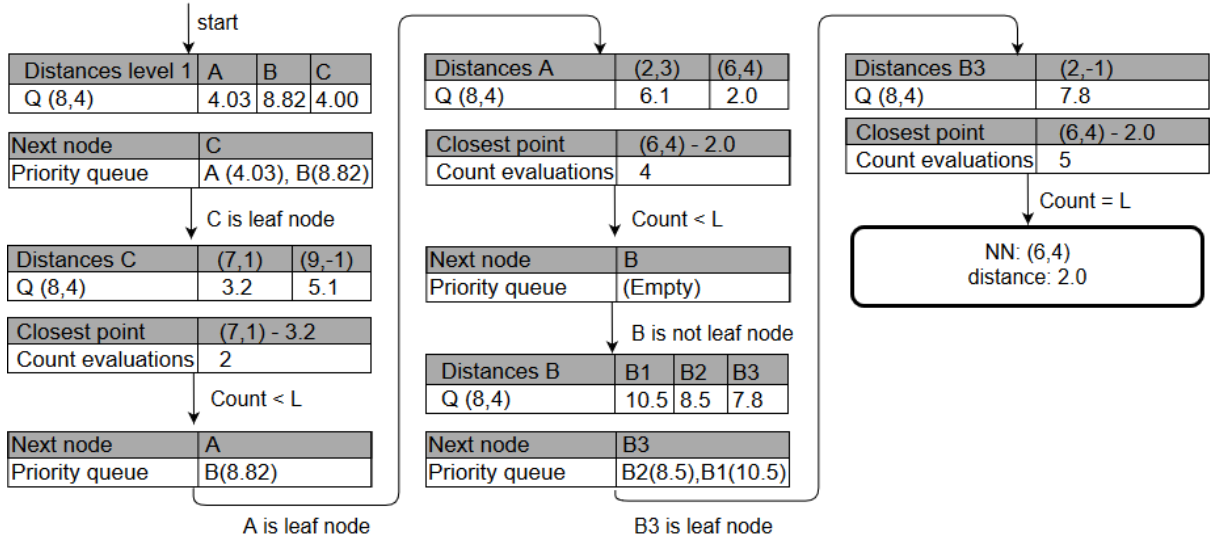 start
Distances level 1 A B C
Q (8,4) 4.03 8.82 4.00
Next node C
Priority queue A (4.03), B(8.82)
C is leaf node
Distances C (7,1) (9,-1)
Q (8,4) 3.2 5.1
Closest point (7,1) - 3.2
Count evaluations 2
Count < L
Next node A
Priority queue B(8.82)
A is leaf node
Distances A (2,3) (6,4)
Q (8,4) 6.1 2.0
Closest point (6,4) - 2.0
Count evaluations 4
Count < L
Next node B
Priority queue (Empty)
B is not leaf node
Distances B B1 B2 B3
Q (8,4) 10.5 8.5 7.8
Next node B3
Priority queue B2(8.5),B1(10.5)
B3 is leaf node
Distances B3 (2,-1)
Q (8,4) 7.8
Closest point (6,4) - 2.0
Count evaluations 5
Count = L
NN: (6,4)
distance: 2.0